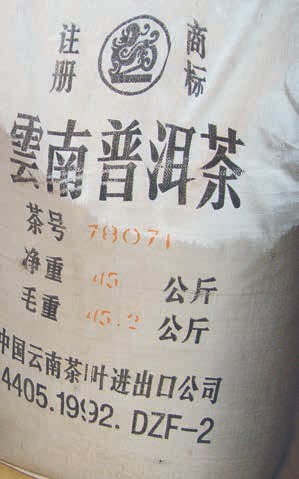 注册 商标
雲南普洱茶
茶号 78071
净重 45 公斤
毛重 45.2 公斤
中国云南茶叶进出口公司
4405.1992. DZF-2